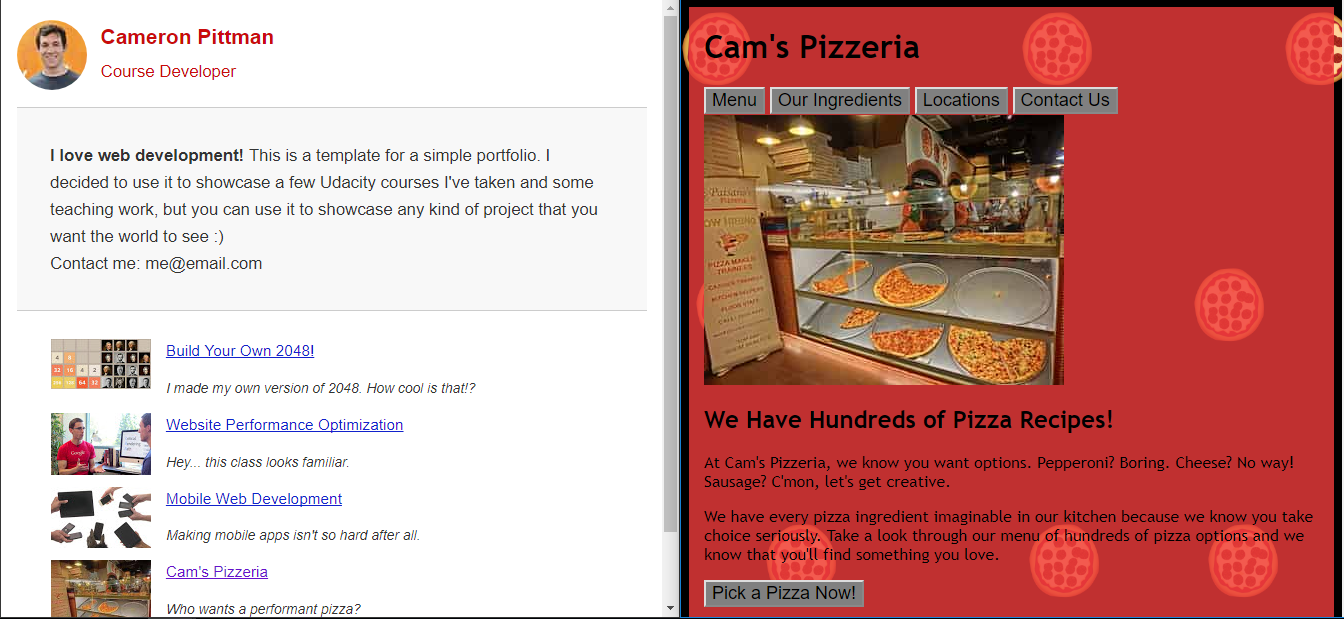 Cameron Pittman
Course Developer
I love web development! This is a template for a simple portfolio. I
decided to use it to showcase a few Udacity courses I've taken and some
teaching work, but you can use it to showcase any kind of project that you
want the world to see :)
Contact me: me@email.com
Build Your Own 2048!
I made my own version of 2048. How cool is that!?
Website Performance Optimization
Hey... this class looks familiar.
Mobile Web Development
Making mobile apps isn't so hard after all.
Cam's Pizzeria
Who wants a performant pizza?
Cam's Pizzeria
Menu
Our Ingredients
Locations
Contact Us
PIZZA MAKER
TRAINEES
We Have Hundreds of Pizza Recipes!
At Cam's Pizzeria, we know you want options. Pepperoni? Boring. Cheese? No way!
Sausage? C'mon, let's get creative.
We have every pizza ingredient imaginable in our kitchen because we know you take
choice seriously. Take a look through our menu of hundreds of pizza options and we
know that you'll find something you love.
Pick a Pizza Now!